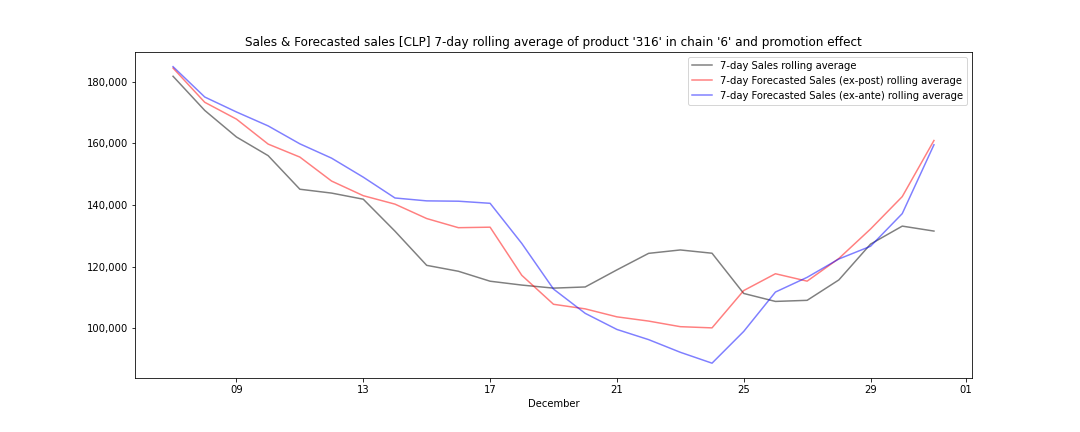 Sales & Forecasted sales [CLP] 7-day rolling average of product '316' in chain '6' and promotion effect
7-day Sales rolling average
7-day Forecasted Sales (ex-post) rolling average
7-day Forecasted Sales (ex-ante) rolling average
180,000
160,000
140,000
120,000
100,000
09 13 17 21 25 29 01
December